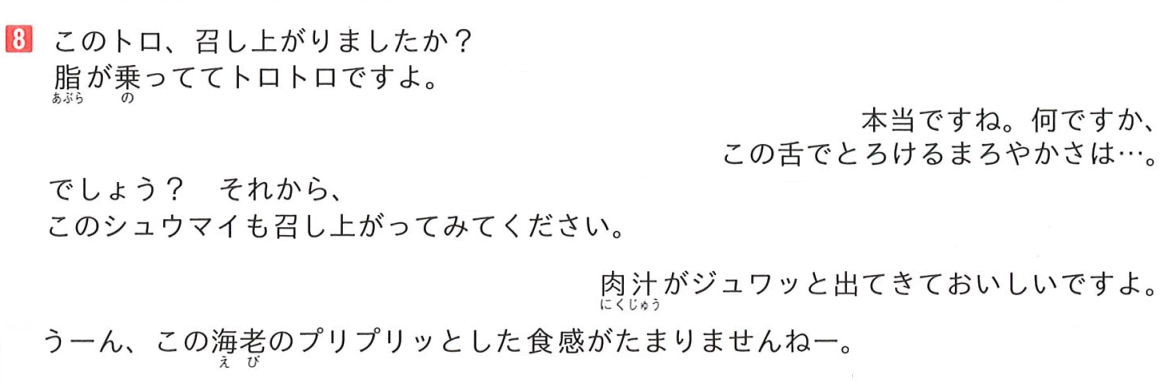 8 このトロ、召し上がりましたか？
脂が乗っててトロトロですよ。
あぶら の
本当ですね。何ですか、
この舌でとろけるまろやかさは…。
でしょう？　それから、
このシュウマイも召し上がってみてください。
肉汁がジュワッと出てきておいしいですよ。
にくじゅう
うーん、この海老のプリプリッとした食感がたまりませんねー。
えび